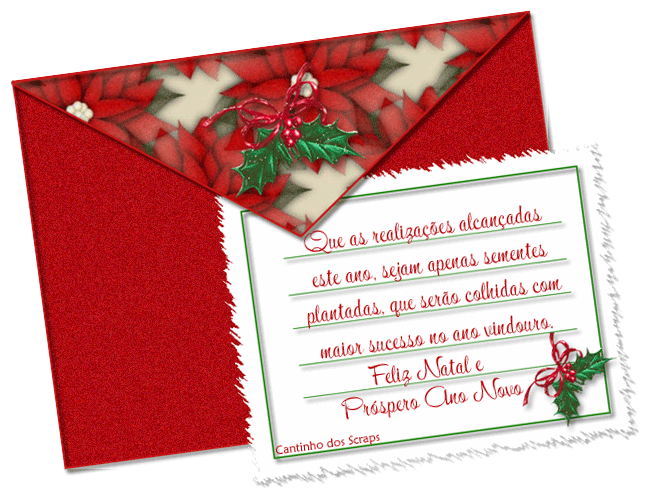 Que as realizações alcançadas
este ano, sejam apenas sementes
plantadas, que serão colhidas com
maior sucesso no ano vindouro.
Feliz Natal e
Próspero Ano Novo
Cantinho dos Scraps